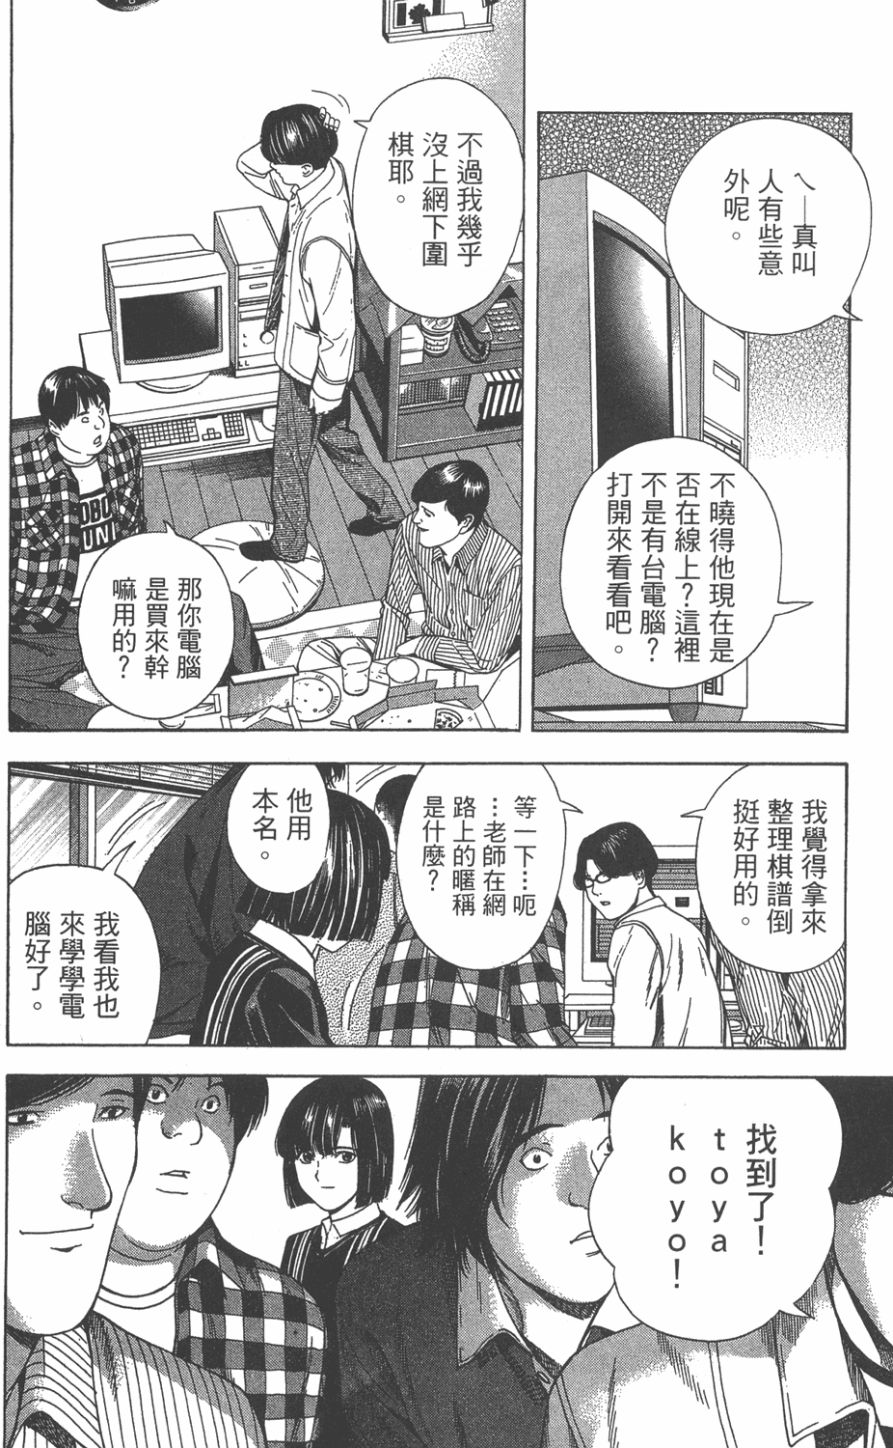 ㄟ──真叫
人有些意
外呢。
不曉得他現在是
否在線上？這裡
不是有台電腦？
打開來看看吧。
不過我幾乎
沒上網下圍
棋耶。
那你電腦
是買來幹
嘛用的？
我覺得拿來
整理棋譜倒
挺好用的。
等一下…呃
…老師在網
路上的暱稱
是什麼？
他用
本名。
我看我也
來學學電
腦好了。
找到了！
toya
koyo！